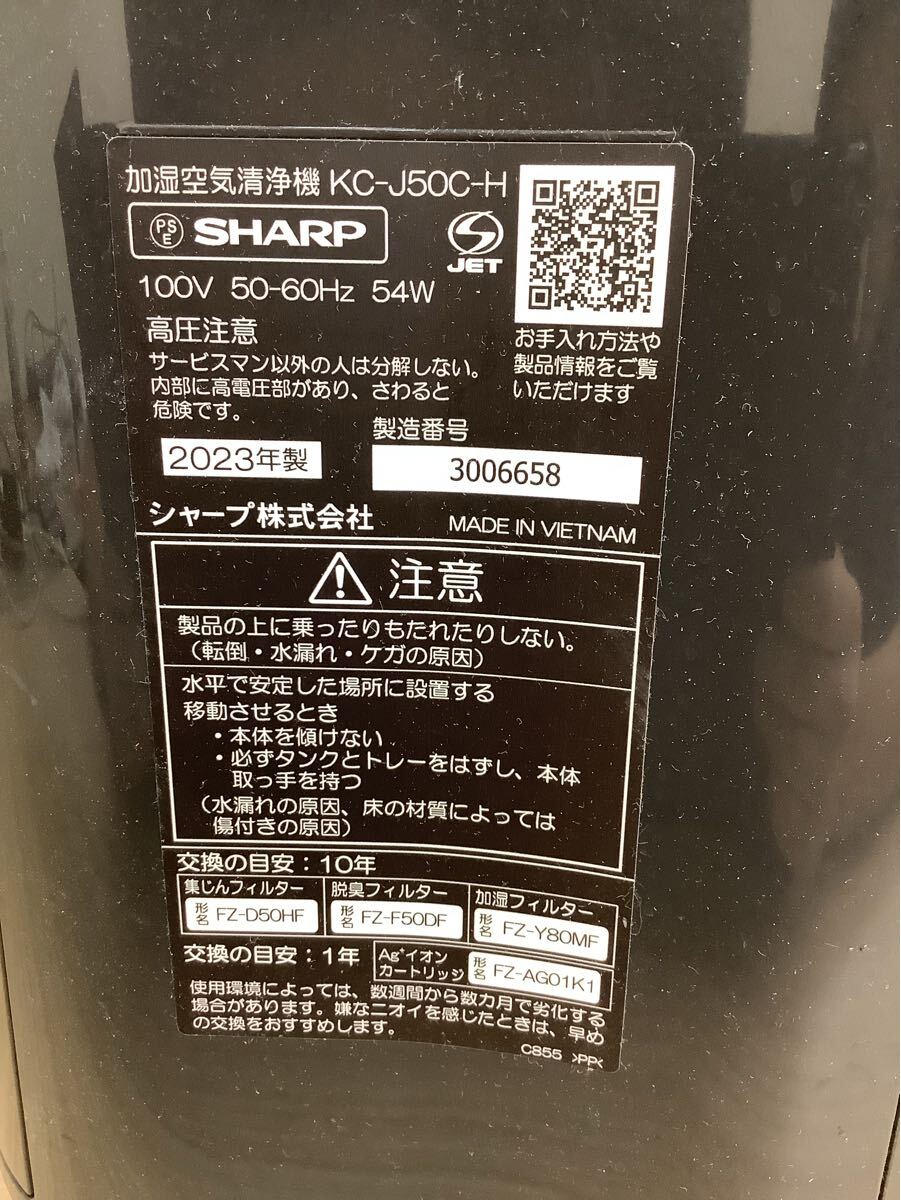 加湿空気清浄機 KC-J50C-H
PS
E
SHARP
JET
100V 50-60Hz 54W
高圧注意
サービスマン以外の人は分解しない。
内部に高電圧部があり、さわると
危険です。
お手入れ方法や
製品情報をご覧
いただけます
2023年製
製造番号
3006658
シャープ株式会社
MADE IN VIETNAM
注意
製品の上に乗ったりもたれたりしない。
（転倒・水漏れ・ケガの原因）
水平で安定した場所に設置する
移動させるとき
・本体を傾けない
・必ずタンクとトレーをはずし、本体
取っ手を持つ
（水漏れの原因、床の材質によっては
傷付きの原因）
交換の目安：10年
集じんフィルター
形名 FZ-D50HF
脱臭フィルター
形名 FZ-F50DF
加湿フィルター
形名 FZ-Y80MF
交換の目安：1年
Ag⁺イオン
カートリッジ
形名 FZ-AG01K1
使用環境によっては、数週間から数カ月で劣化する
場合があります。嫌なニオイを感じたときは、早め
の交換をおすすめします。
C855 >PP<